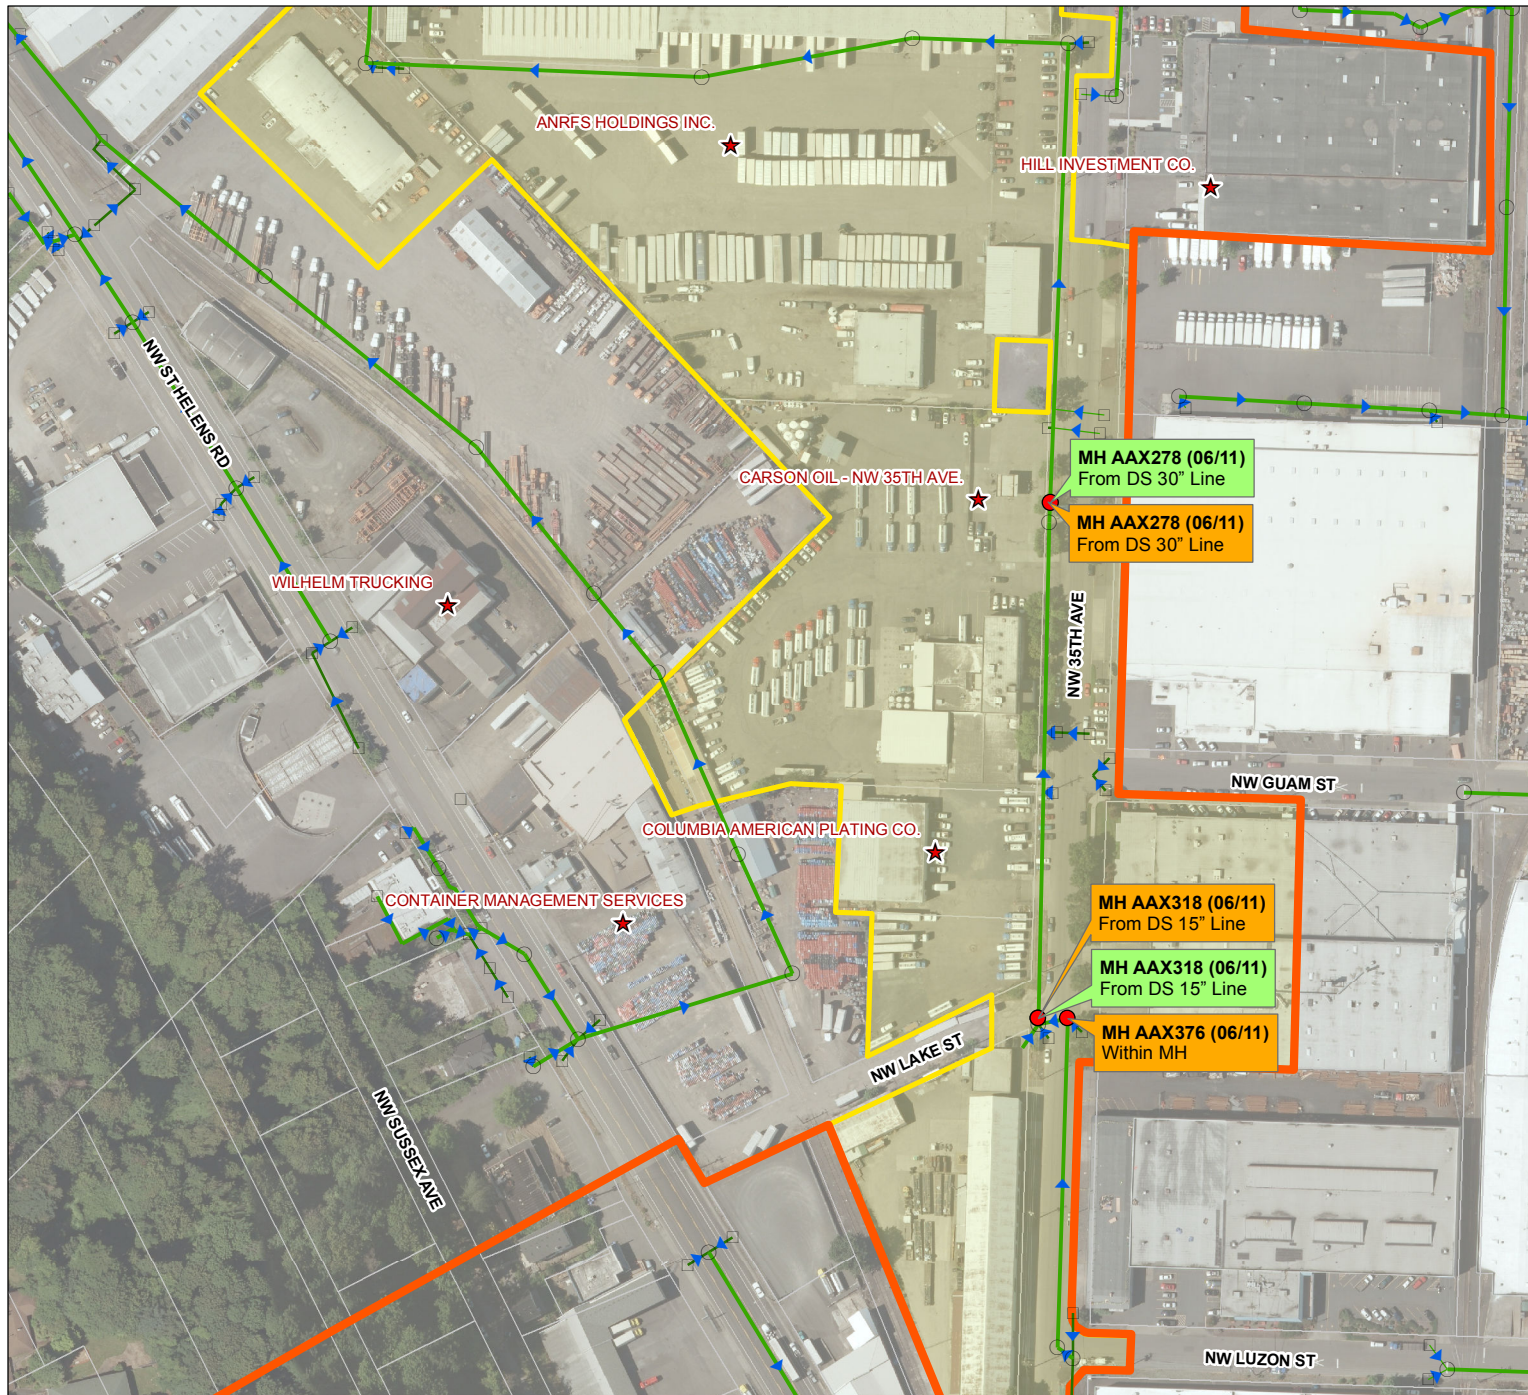 ANRFS HOLDINGS INC.
HILL INVESTMENT CO.
NW ST HELENS RD
MH AAX278 (06/11)
From DS 30” Line
CARSON OIL - NW 35TH AVE.
MH AAX278 (06/11)
From DS 30” Line
WILHELM TRUCKING
NW 35TH AVE
NW GUAM ST
COLUMBIA AMERICAN PLATING CO.
CONTAINER MANAGEMENT SERVICES
MH AAX318 (06/11)
From DS 15” Line
MH AAX318 (06/11)
From DS 15” Line
MH AAX376 (06/11)
Within MH
NW LAKE ST
NW SUSSEX AVE
NW LUZON ST